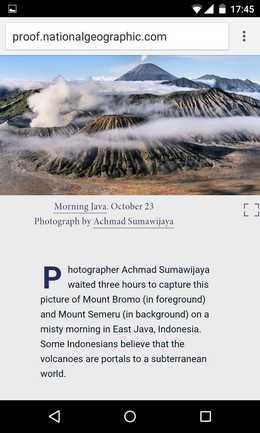 17:45
proof.nationalgeographic.com
Morning Java. October 23
Photograph by Achmad Sumawijaya
Photographer Achmad Sumawijaya
waited three hours to capture this
picture of Mount Bromo (in foreground)
and Mount Semeru (in background) on a
misty morning in East Java, Indonesia.
Some Indonesians believe that the
volcanoes are portals to a subterranean
world.